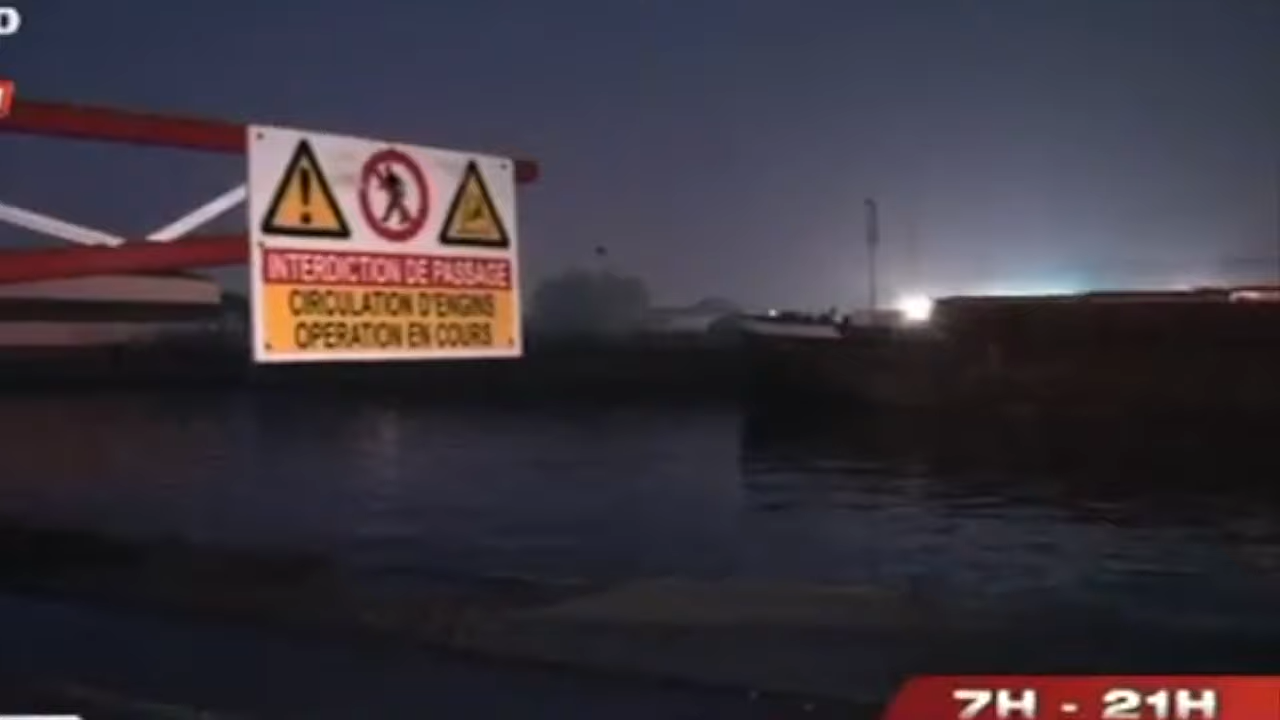 INTERDICTION DE PASSAGE
CIRCULATION D'ENGINS
OPERATION EN COURS
7H - 21H